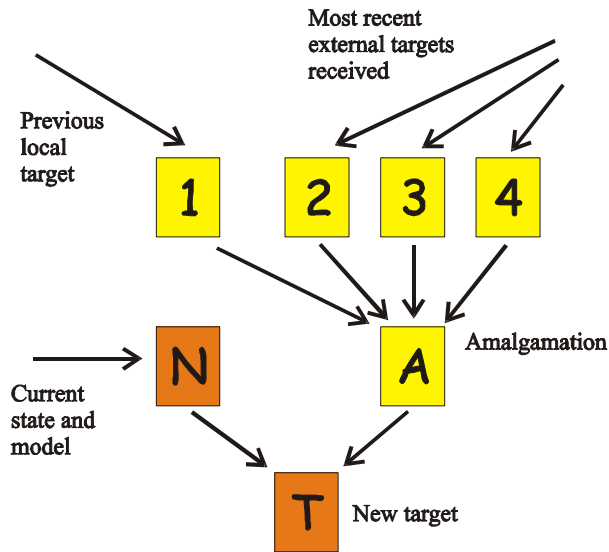 Most recent
external targets
received
Previous
local
target
1
2
3
4
N
A
Amalgamation
Current
state and
model
T
New target